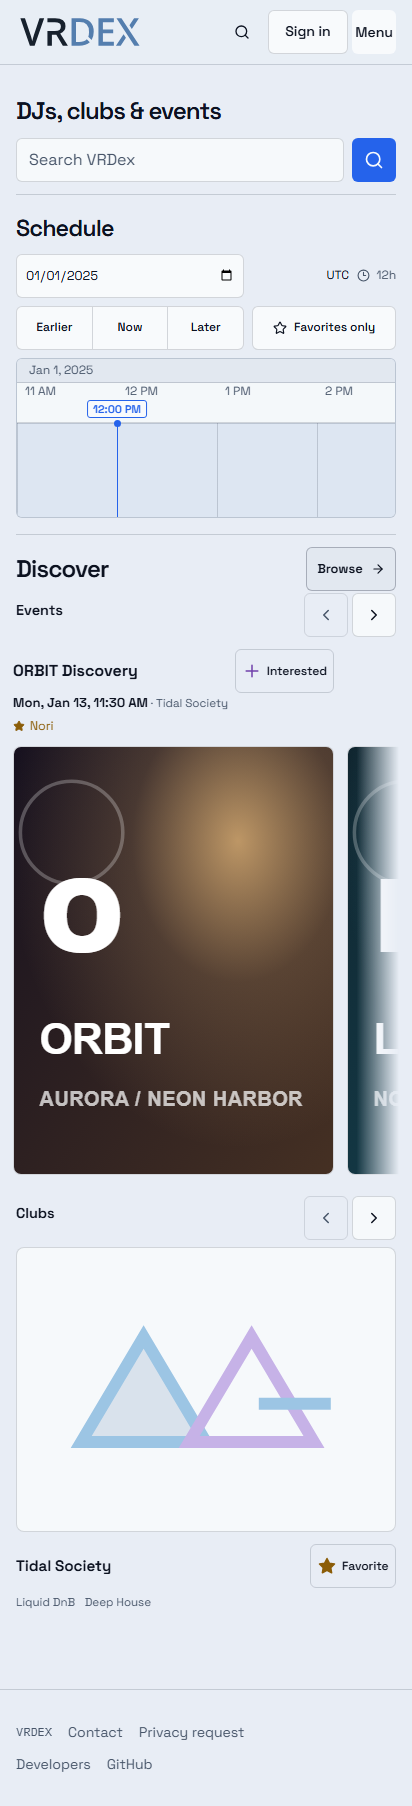 VRDEX
Sign in
Menu
DJs, clubs & events
Search VRDex
Schedule
01/01/2025
UTC 12h
Earlier Now Later Favorites only
Jan 1, 2025
11 AM 12 PM 1 PM 2 PM
12:00 PM
Discover
Browse
Events
ORBIT Discovery
Interested
Mon, Jan 13, 11:30 AM · Tidal Society
Nori
O
ORBIT
AURORA / NEON HARBOR
Clubs
Tidal Society
Favorite
Liquid DnB Deep House
VRDEX Contact Privacy request
Developers GitHub